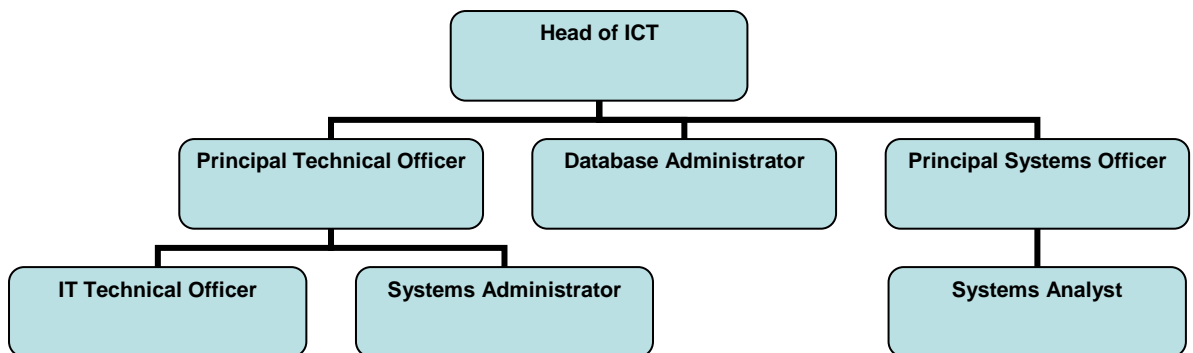 Head of ICT
Principal Technical Officer
Database Administrator
Principal Systems Officer
IT Technical Officer
Systems Administrator
Systems Analyst